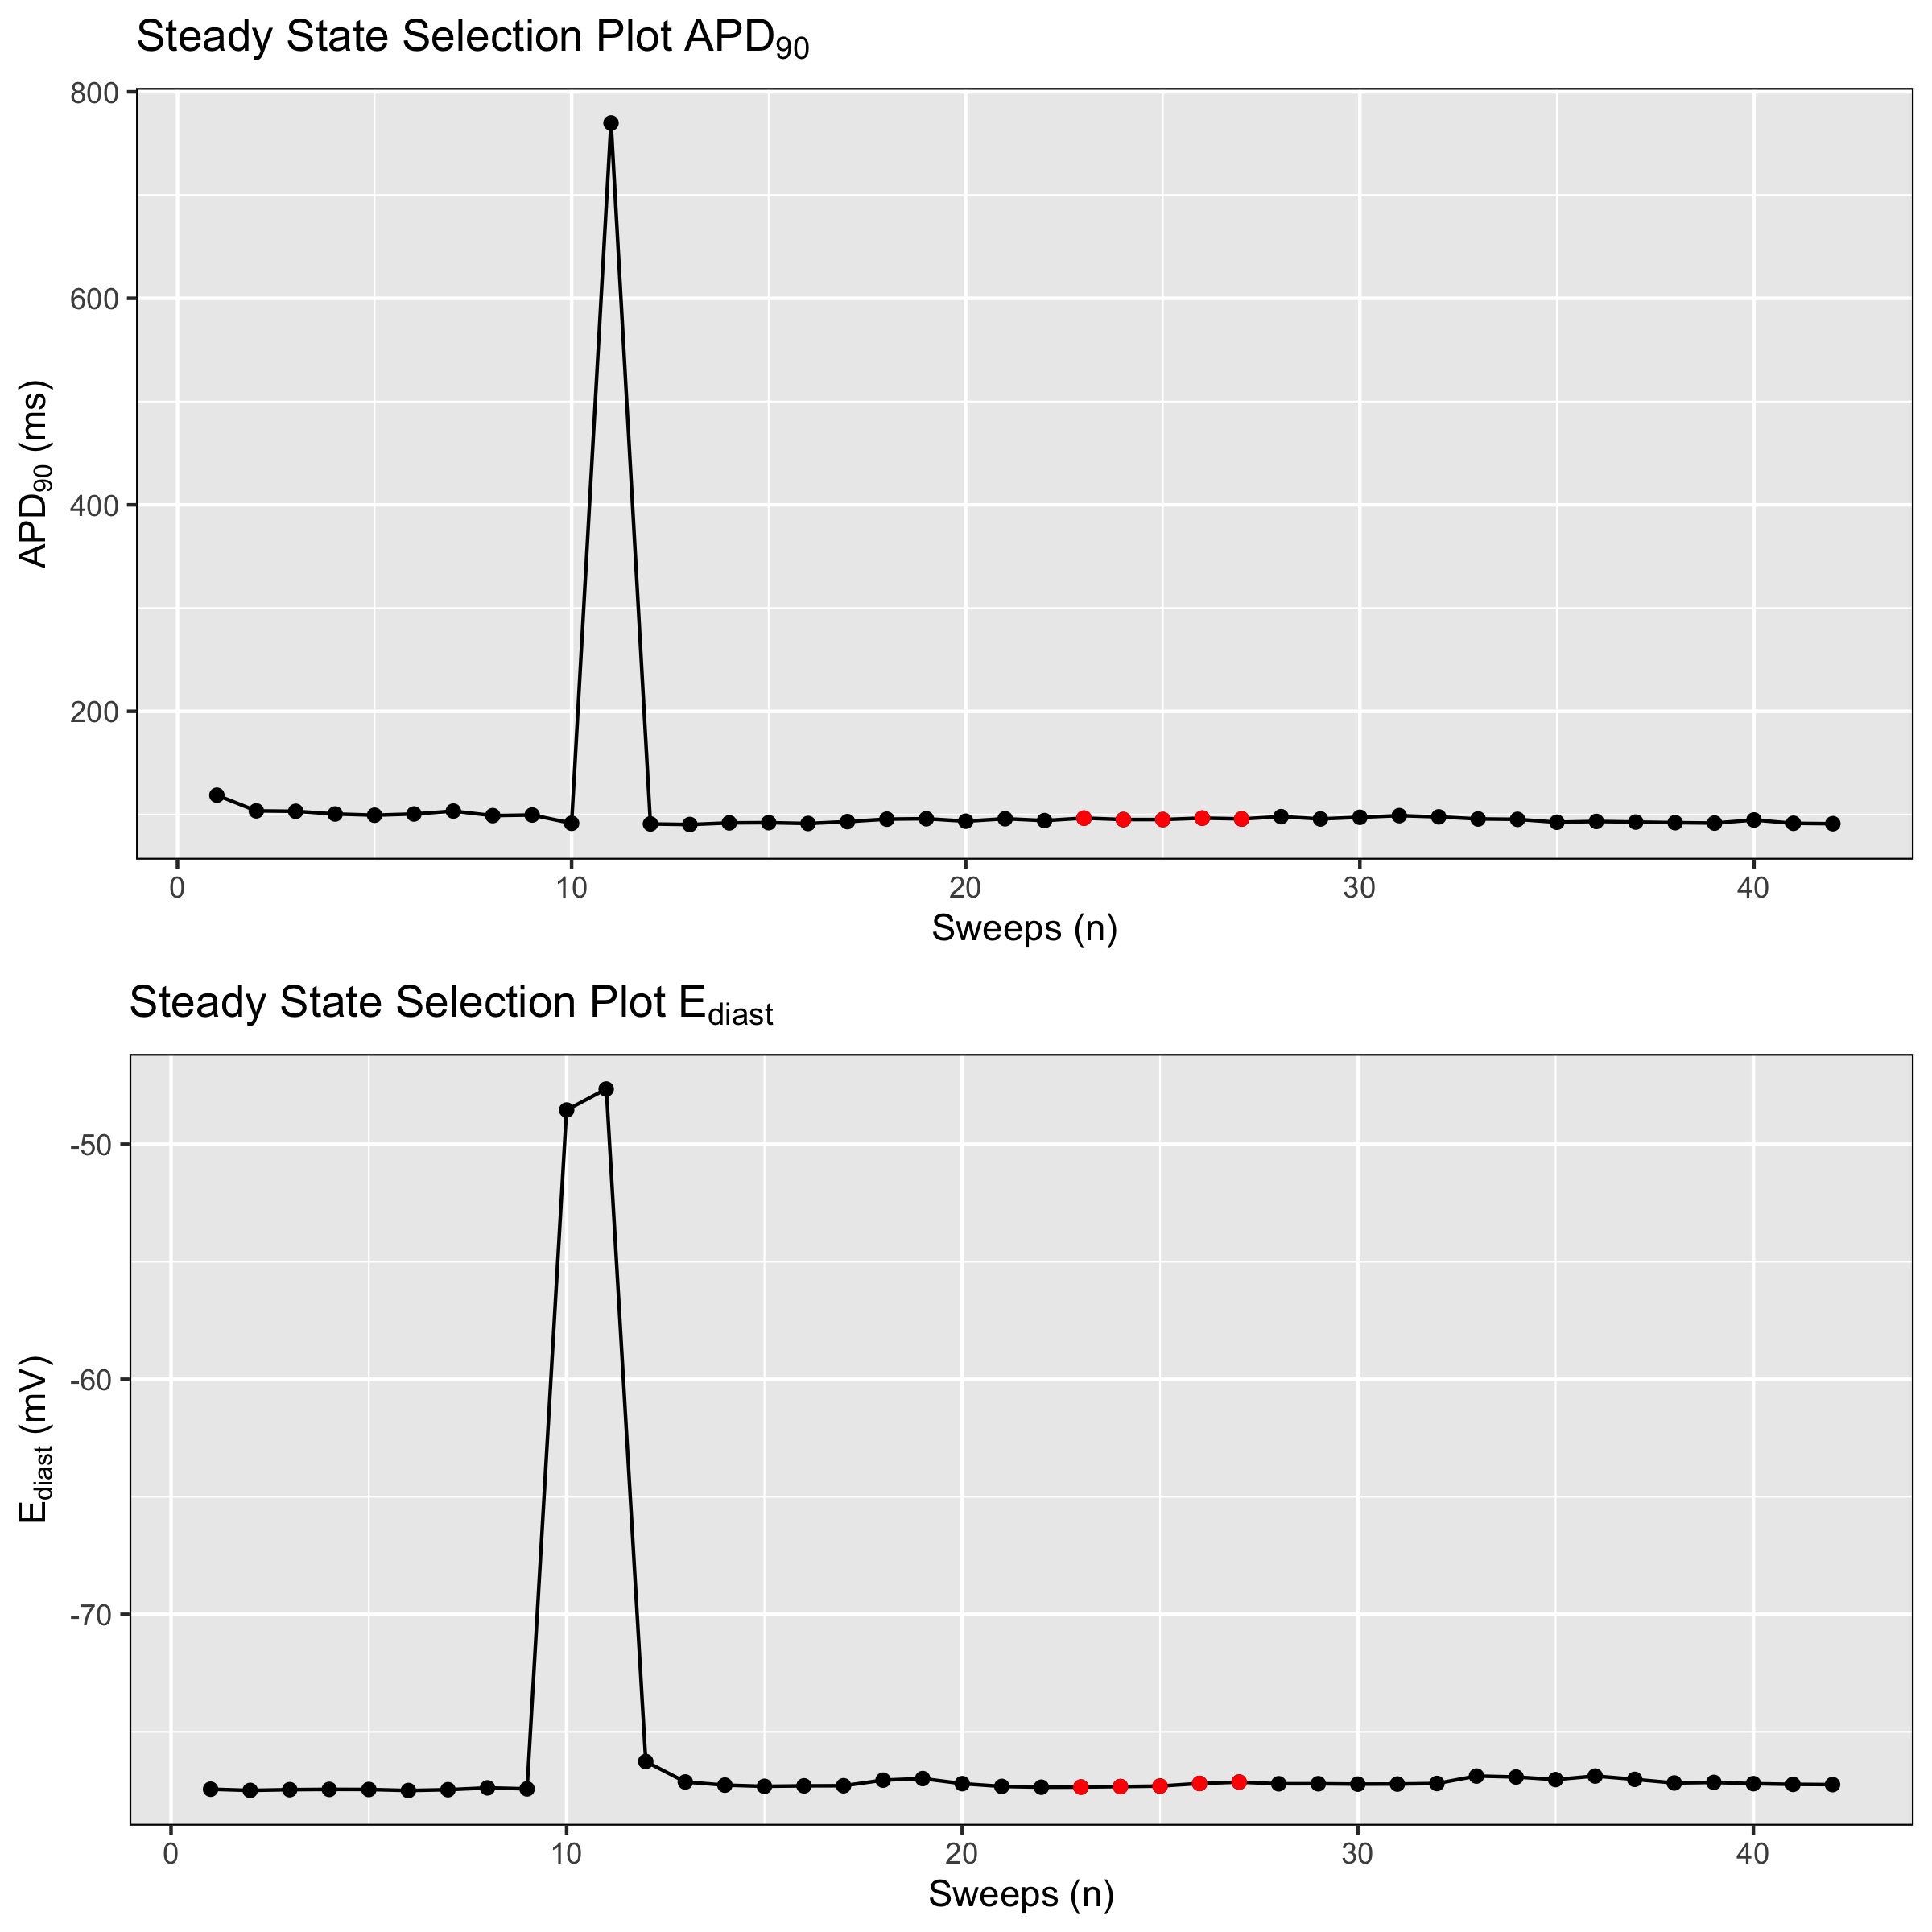 Steady State Selection Plot APD90
800
600
400
200
APD90 (ms)
0 10 20 30 40
Sweeps (n)
Steady State Selection Plot Ediast
-50
-60
-70
Ediast (mV)
0 10 20 30 40
Sweeps (n)